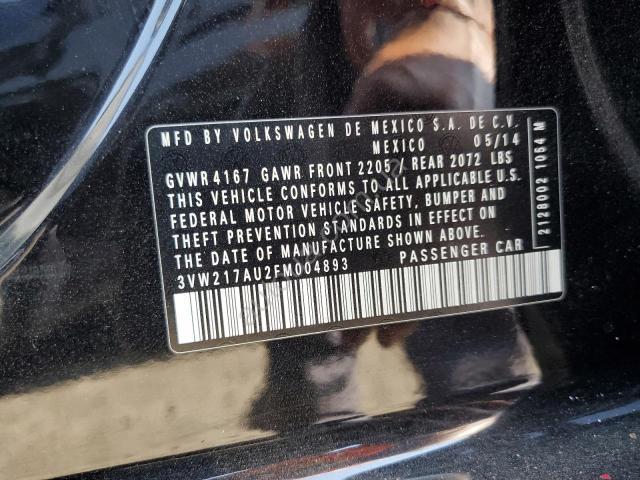 MFD BY VOLKSWAGEN DE MEXICO S.A. DE C.V.
MEXICO 05/14
GVWR 4167 GAWR FRONT 2205 / REAR 2072 LBS
THIS VEHICLE CONFORMS TO ALL APPLICABLE U.S.
FEDERAL MOTOR VEHICLE SAFETY, BUMPER AND
THEFT PREVENTION STANDARDS IN EFFECT ON
THE DATE OF MANUFACTURE SHOWN ABOVE.
3VW217AU2FM004893 PASSENGER CAR
2128002 1064 M